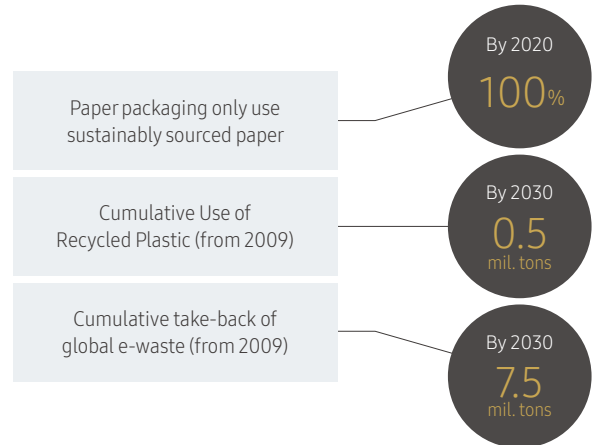 Paper packaging only use
sustainably sourced paper
By 2020
100%
Cumulative Use of
Recycled Plastic (from 2009)
By 2030
0.5
mil. tons
Cumulative take-back of
global e-waste (from 2009)
By 2030
7.5
mil. tons